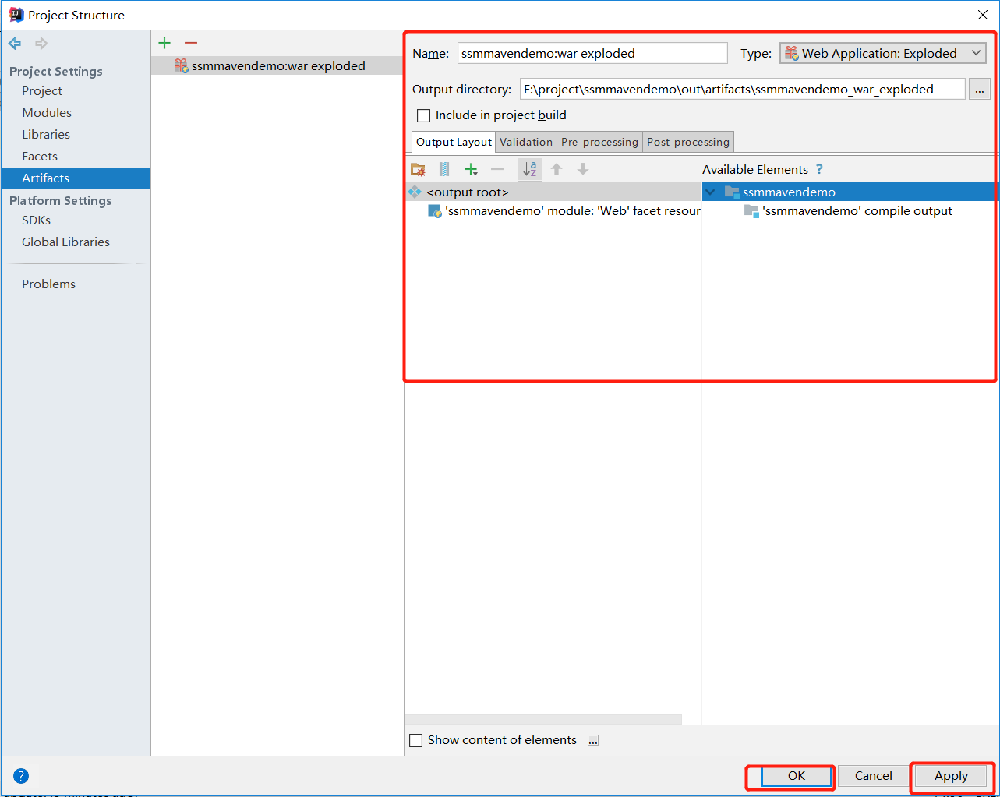 Project Structure
Project Settings
Project
Modules
Libraries
Facets
Artifacts
Platform Settings
SDKs
Global Libraries
Problems
ssmmavendemo:war exploded
Name: ssmmavendemo:war exploded Type: Web Application: Exploded
Output directory: E:\project\ssmmavendemo\out\artifacts\ssmmavendemo_war_exploded ...
Include in project build
Output Layout Validation Pre-processing Post-processing
Available Elements ?
<output root>
'ssmmavendemo' module: 'Web' facet resour
ssmmavendemo
'ssmmavendemo' compile output
Show content of elements ...
? OK Cancel Apply